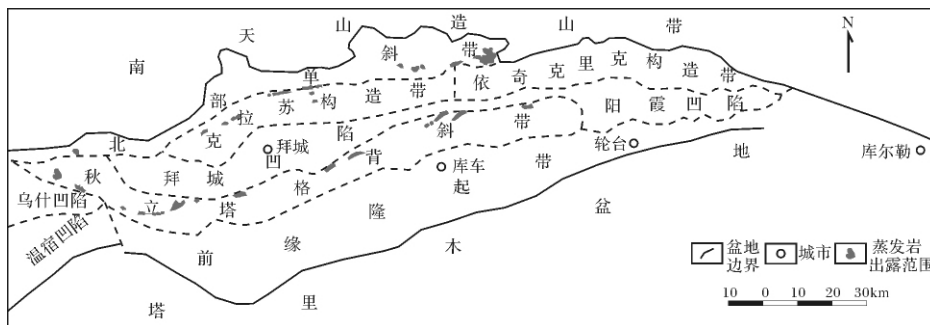 南天山造山带
N
北部单斜带
克拉苏构造带
依奇克里克构造带
阳霞凹陷
拜城凹陷
秋立塔格背斜带
前缘隆起带
乌什凹陷
温宿凹陷
拜城
库车
轮台
库尔勒
塔里木盆地
盆地
边界
城市
蒸发岩
出露范围
10 0 10 20 30km